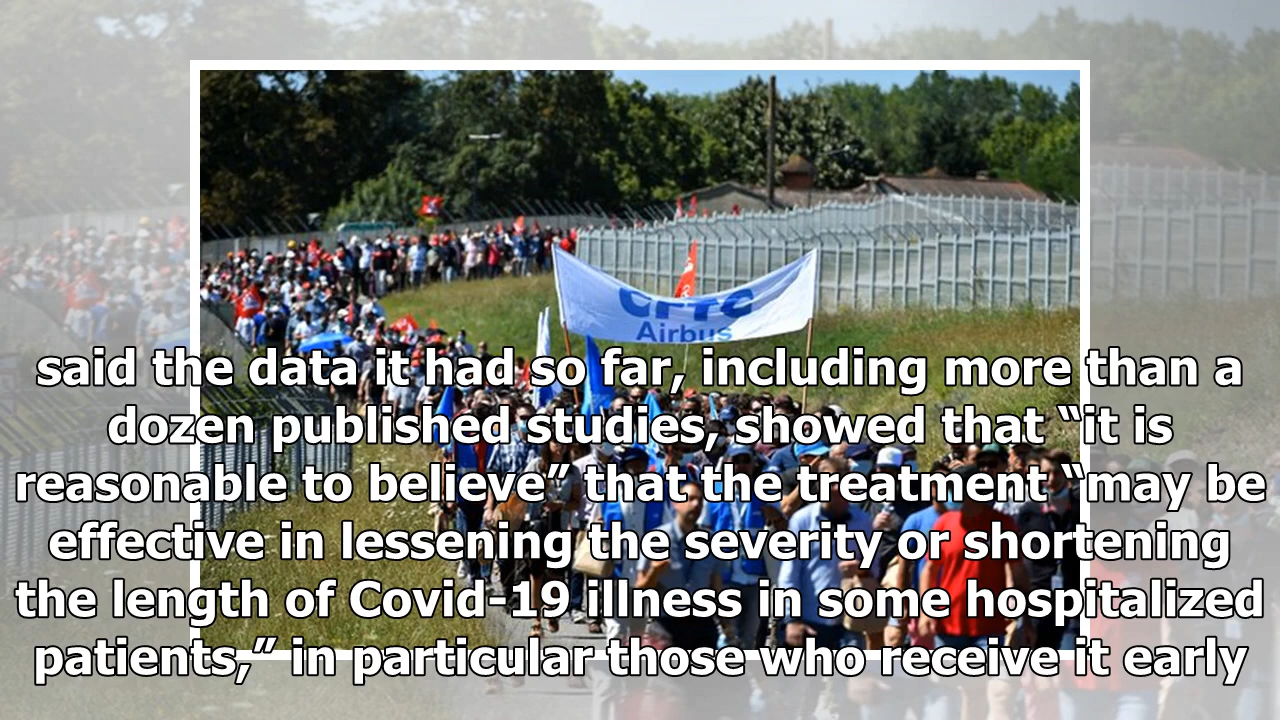 CFTC
Airbus
said the data it had so far, including more than a
dozen published studies, showed that “it is
reasonable to believe” that the treatment “may be
effective in lessening the severity or shortening
the length of Covid-19 illness in some hospitalized
patients,” in particular those who receive it early